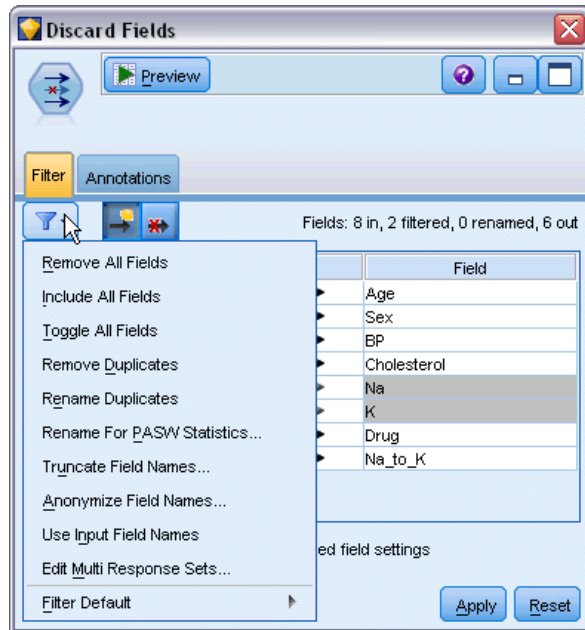 Discard Fields
Preview
Filter
Annotations
Fields: 8 in, 2 filtered, 0 renamed, 6 out
Remove All Fields
Include All Fields
Toggle All Fields
Remove Duplicates
Rename Duplicates
Rename For PASW Statistics...
Truncate Field Names...
Anonymize Field Names...
Use Input Field Names
Edit Multi Response Sets...
Filter Default
Field
Age
Sex
BP
Cholesterol
Na
K
Drug
Na_to_K
ed field settings
Apply
Reset